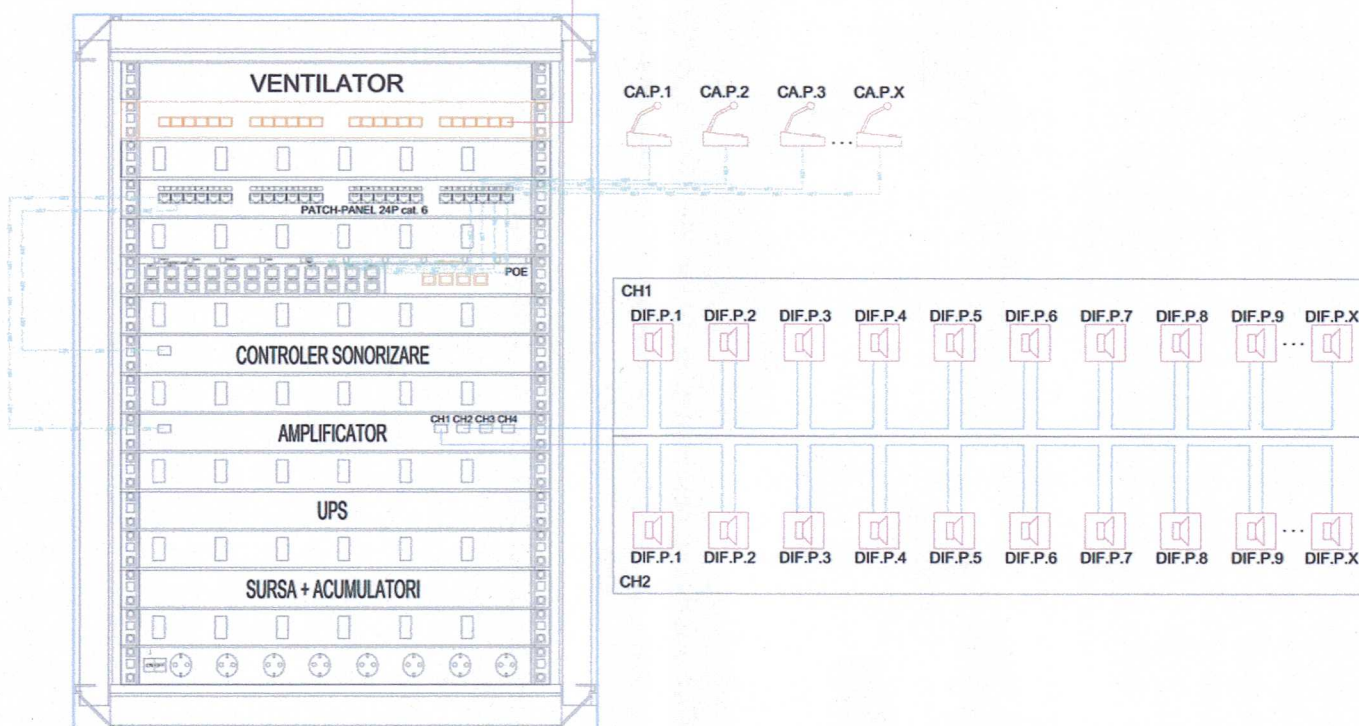 VENTILATOR
CA.P.1 CA.P.2 CA.P.3 CA.P.X
...
PATCH-PANEL 24P cat. 6
POE
CH1
DIF.P.1 DIF.P.2 DIF.P.3 DIF.P.4 DIF.P.5 DIF.P.6 DIF.P.7 DIF.P.8 DIF.P.9 DIF.P.X
...
CONTROLER SONORIZARE
CH1 CH2 CH3 CH4
AMPLIFICATOR
UPS
...
DIF.P.1 DIF.P.2 DIF.P.3 DIF.P.4 DIF.P.5 DIF.P.6 DIF.P.7 DIF.P.8 DIF.P.9 DIF.P.X
CH2
SURSA + ACUMULATORI
ON/OFF